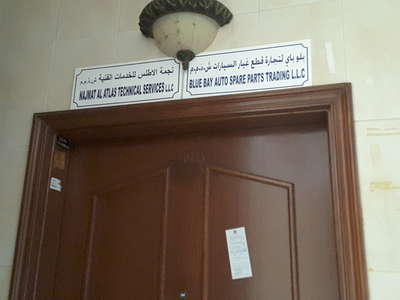 نجمة الاطلس للخدمات الفنية ش.ذ.م.م
NAJMAT AL ATLAS TECHNICAL SERVICES LLC
بلو باي لتجارة قطع غيار السيارات ش.ذ.م.م
BLUE BAY AUTO SPARE PARTS TRADING L.L.C